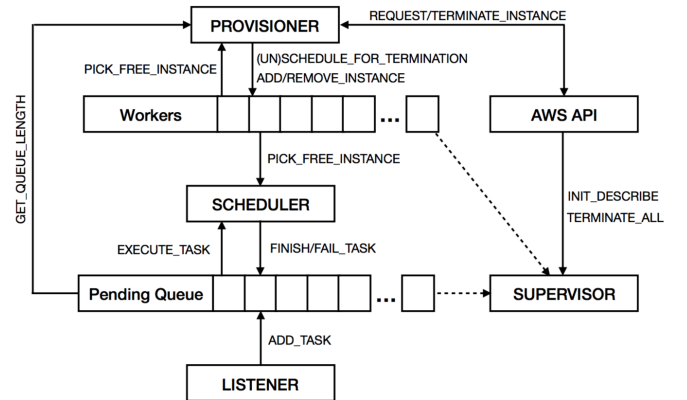 REQUEST/TERMINATE_INSTANCE
PROVISIONER
PICK_FREE_INSTANCE
(UN)SCHEDULE_FOR_TERMINATION
ADD/REMOVE_INSTANCE
Workers
...
AWS API
GET_QUEUE_LENGTH
PICK_FREE_INSTANCE
SCHEDULER
INIT_DESCRIBE
TERMINATE_ALL
EXECUTE_TASK
FINISH/FAIL_TASK
Pending Queue
...
SUPERVISOR
ADD_TASK
LISTENER